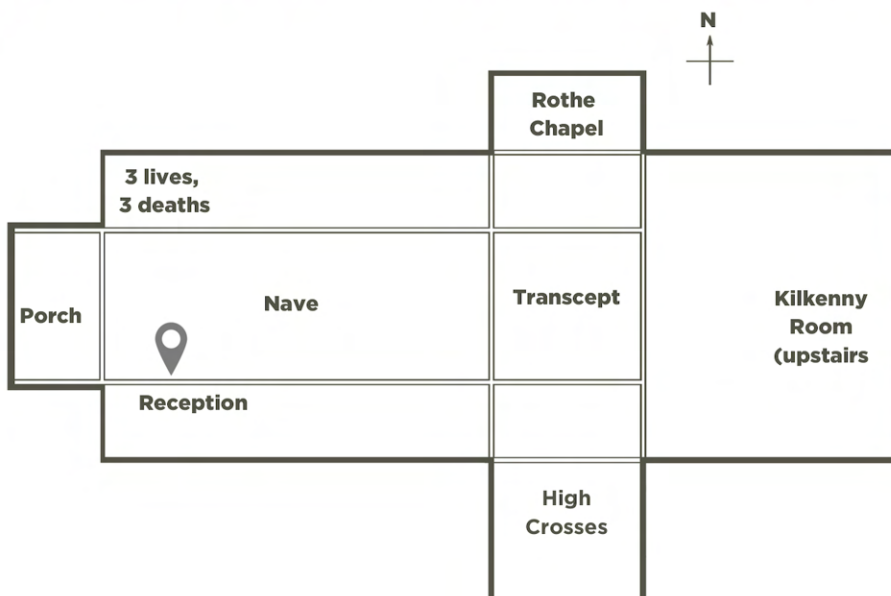 N
Rothe
Chapel
3 lives,
3 deaths
Porch
Nave
Transcept
Kilkenny
Room
(upstairs
Reception
High
Crosses